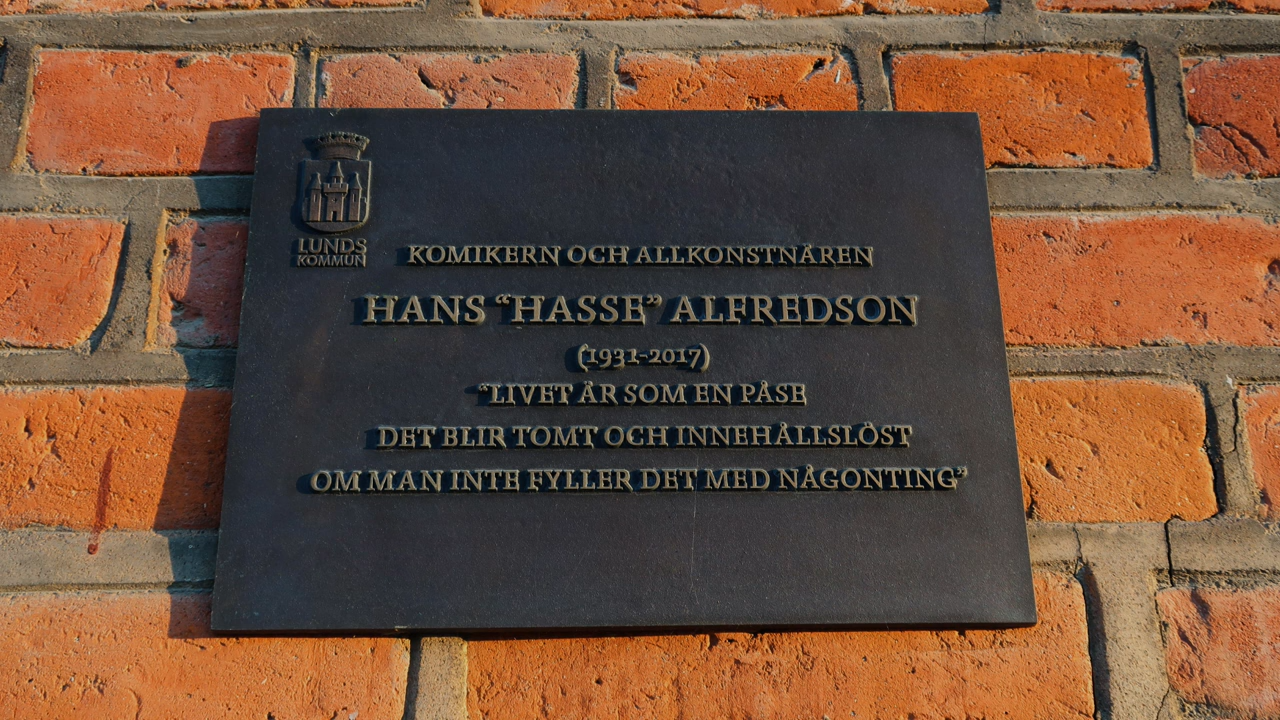 LUNDS
KOMMUN
KOMIKERN OCH ALLKONSTNÄREN
HANS “HASSE” ALFREDSON
(1931-2017)
“LIVET ÄR SOM EN PÅSE
DET BLIR TOMT OCH INNEHÅLLSLÖST
OM MAN INTE FYLLER DET MED NÅGONTING”